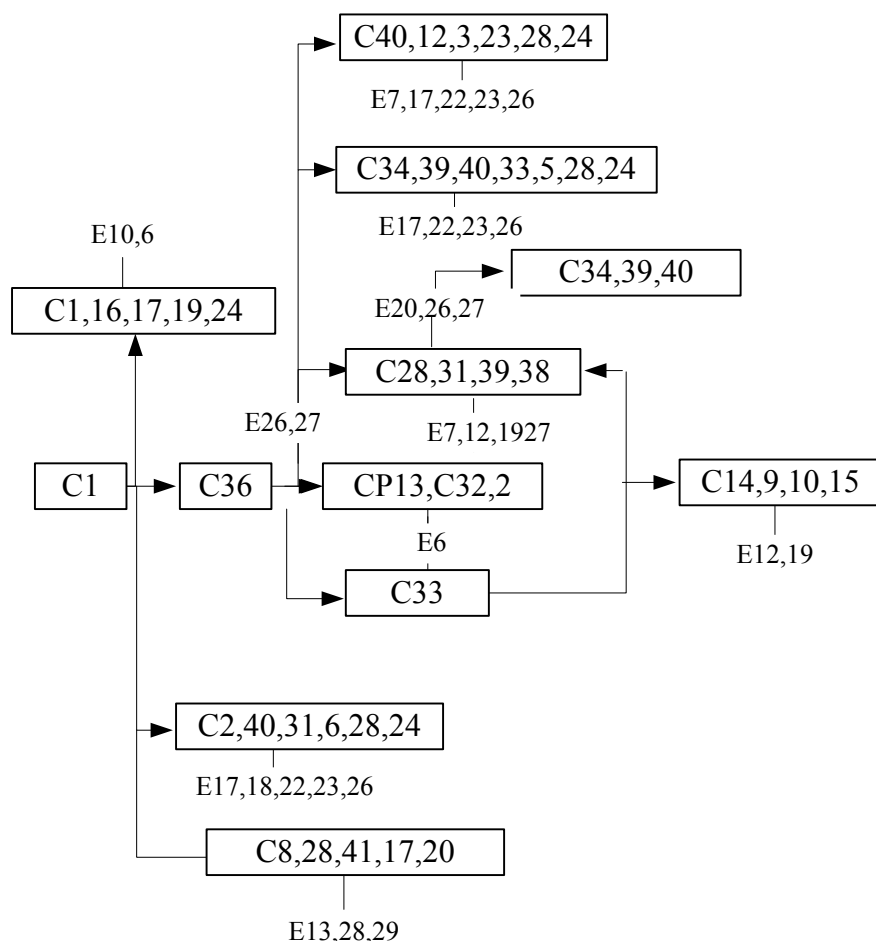 C40,12,3,23,28,24
E7,17,22,23,26
C34,39,40,33,5,28,24
E17,22,23,26
E10,6
C34,39,40
C1,16,17,19,24
E20,26,27
C28,31,39,38
E26,27
E7,12,1927
C1
C36
CP13,C32,2
C14,9,10,15
E6
E12,19
C33
C2,40,31,6,28,24
E17,18,22,23,26
C8,28,41,17,20
E13,28,29